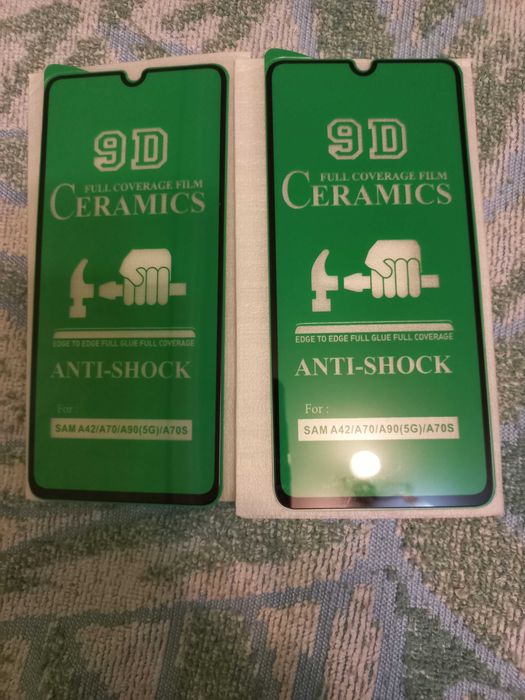 9D
FULL COVERAGE FILM
CERAMICS
EDGE TO EDGE FULL GLUE FULL COVERAGE
ANTI-SHOCK
For :
SAM A42/A70/A90(5G)/A70S
9D
FULL COVERAGE FILM
CERAMICS
EDGE TO EDGE FULL GLUE FULL COVERAGE
ANTI-SHOCK
For :
SAM A42/A70/A90(5G)/A70S